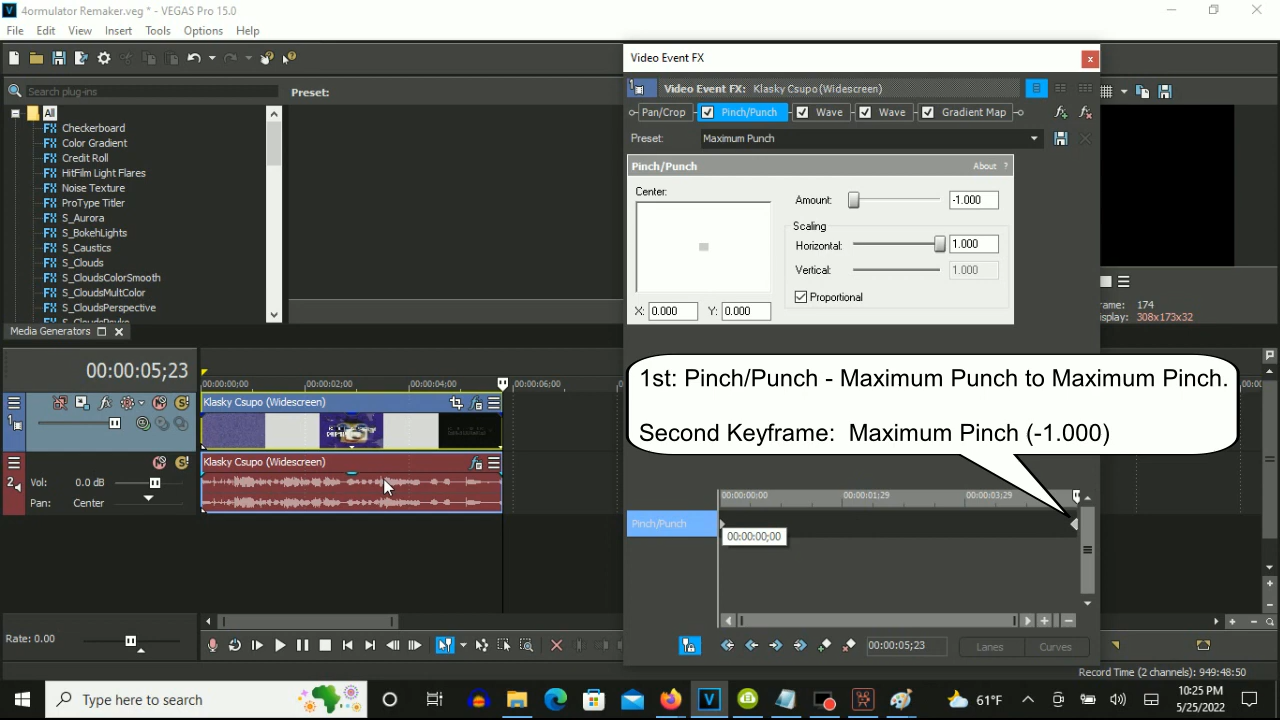 4ormulator Remaker.veg * - VEGAS Pro 15.0
File Edit View Insert Tools Options Help
Video Event FX
Search plug-ins
Preset:
Video Event FX: Klasky Csupo(Widescreen)
All
Checkerboard
Color Gradient
Credit Roll
HitFilm Light Flares
Noise Texture
ProType Titler
S_Aurora
S_BokehLights
S_Caustics
S_Clouds
S_CloudsColorSmooth
S_CloudsMultColor
S_CloudsPerspective
Pan/Crop Pinch/Punch Wave Wave Gradient Map
Preset: Maximum Punch
Pinch/Punch About ?
Center:
Amount: -1.000
Scaling
Horizontal: 1.000
Vertical: 1.000
Proportional
X: 0.000 Y: 0.000
rame: 174
isplay: 308x173x32
Media Generators
00:00:05;23
00:00:00;00 00:00:02;00 00:00:04;00 00:00:06;00
1st: Pinch/Punch - Maximum Punch to Maximum Pinch.
Second Keyframe: Maximum Pinch (-1.000)
Klasky Csupo (Widescreen)
1
Klasky Csupo (Widescreen)
2
Vol: 0.0 dB
Pan: Center
00:00:00;00 00:00:01;29 00:00:03;29
Pinch/Punch
00:00:00;00
Rate: 0.00
00:00:05;23
Lanes Curves
Record Time (2 channels): 949:48:50
Type here to search
61°F
10:25 PM
5/25/2022